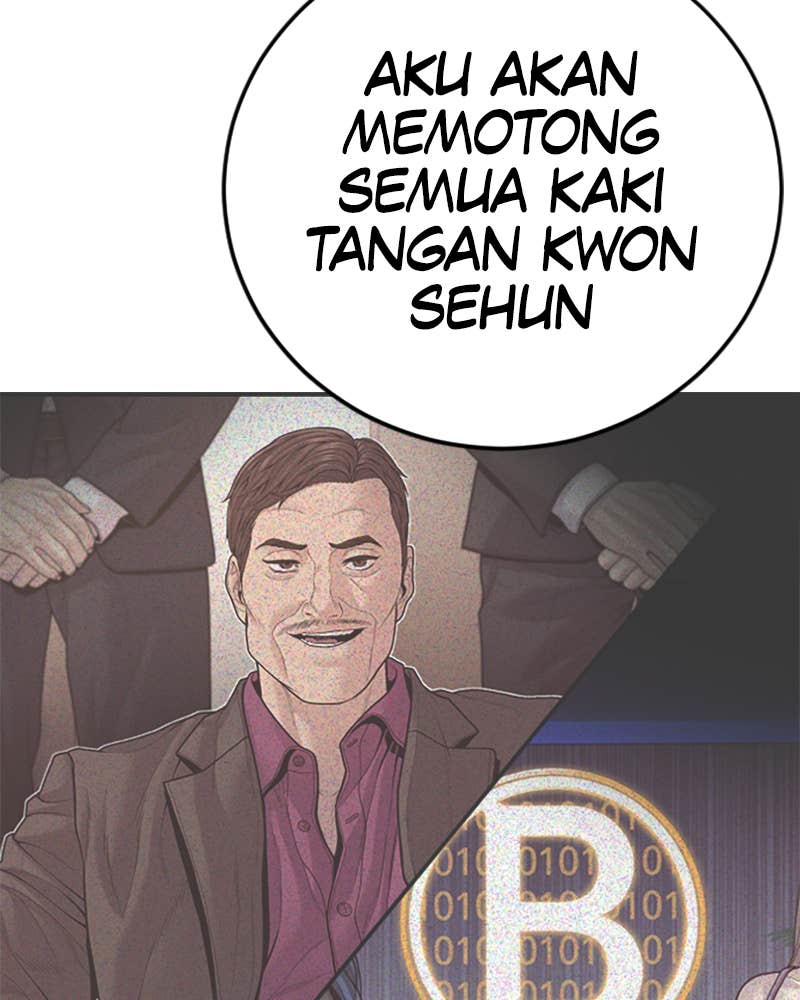 AKU AKAN
MEMOTONG
SEMUA KAKI
TANGAN KWON
SEHUN
B